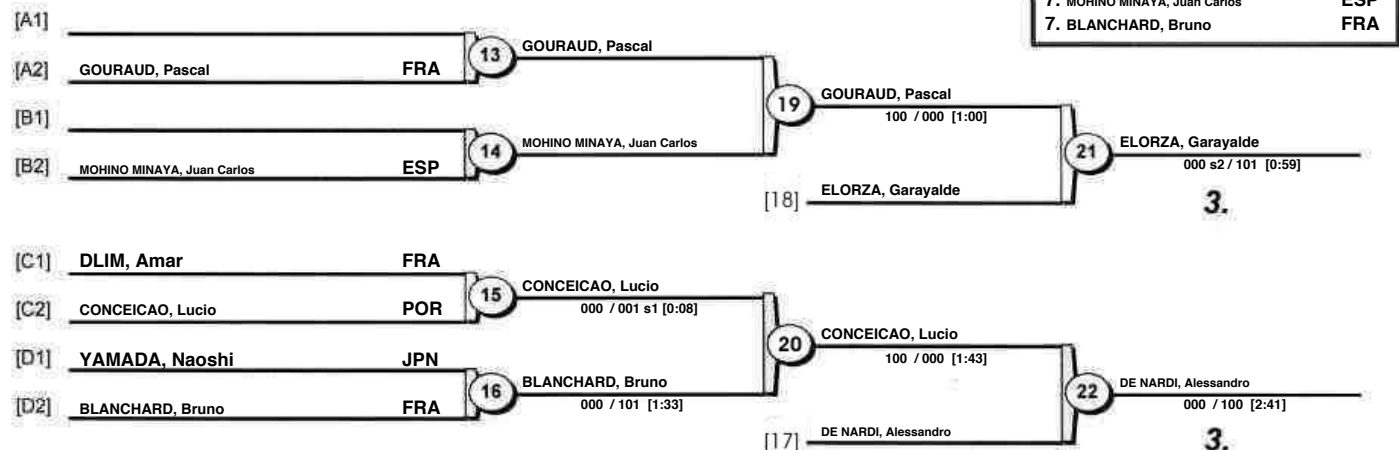 7. MOHINO MINAYA, Juan Carlos ESP
7. BLANCHARD, Bruno FRA
[A1]
[A2] GOURAUD, Pascal FRA
13
GOURAUD, Pascal
[B1]
[B2] MOHINO MINAYA, Juan Carlos ESP
14
MOHINO MINAYA, Juan Carlos
19
GOURAUD, Pascal
100 / 000 [1:00]
[18] ELORZA, Garayalde
21
ELORZA, Garayalde
000 s2 / 101 [0:59]
3.
[C1] DLIM, Amar FRA
[C2] CONCEICAO, Lucio POR
15
CONCEICAO, Lucio
000 / 001 s1 [0:08]
[D1] YAMADA, Naoshi JPN
[D2] BLANCHARD, Bruno FRA
16
BLANCHARD, Bruno
000 / 101 [1:33]
20
CONCEICAO, Lucio
100 / 000 [1:43]
[17] DE NARDI, Alessandro
22
DE NARDI, Alessandro
000 / 100 [2:41]
3.